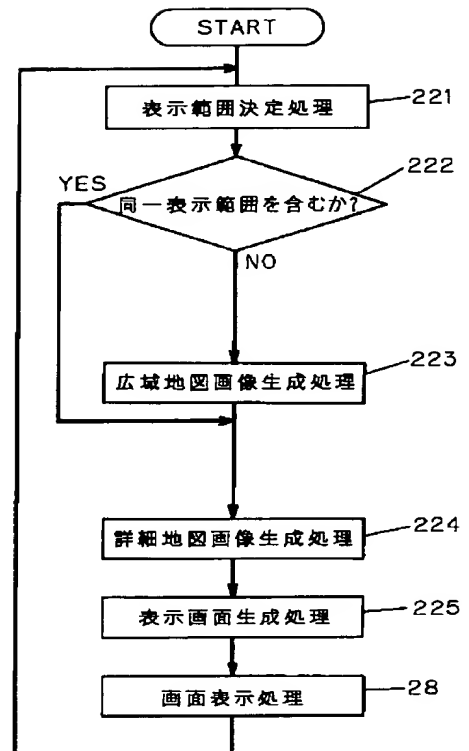 START
表示範囲決定処理
221
222
YES
同一表示範囲を含むか?
NO
広域地図画像生成処理
223
詳細地図画像生成処理
224
表示画面生成処理
225
画面表示処理
28